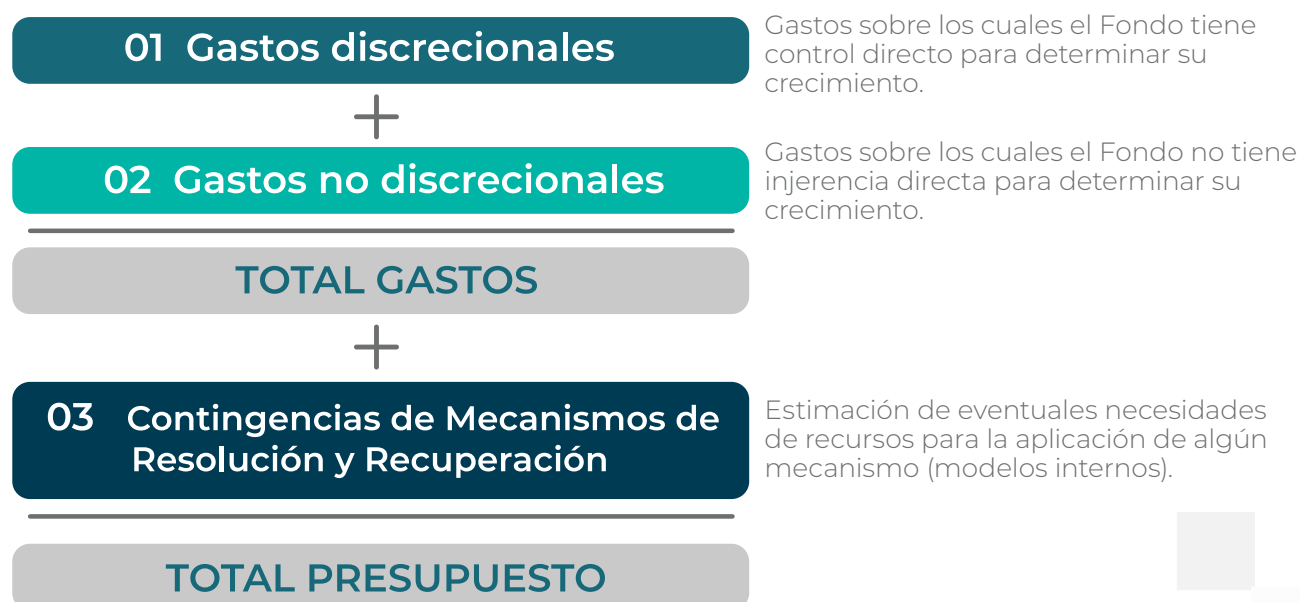 01 Gastos discrecionales
Gastos sobre los cuales el Fondo tiene
control directo para determinar su
crecimiento.
+
02 Gastos no discrecionales
Gastos sobre los cuales el Fondo no tiene
injerencia directa para determinar su
crecimiento.
TOTAL GASTOS
+
03 Contingencias de Mecanismos de
Resolución y Recuperación
Estimación de eventuales necesidades
de recursos para la aplicación de algún
mecanismo (modelos internos).
TOTAL PRESUPUESTO